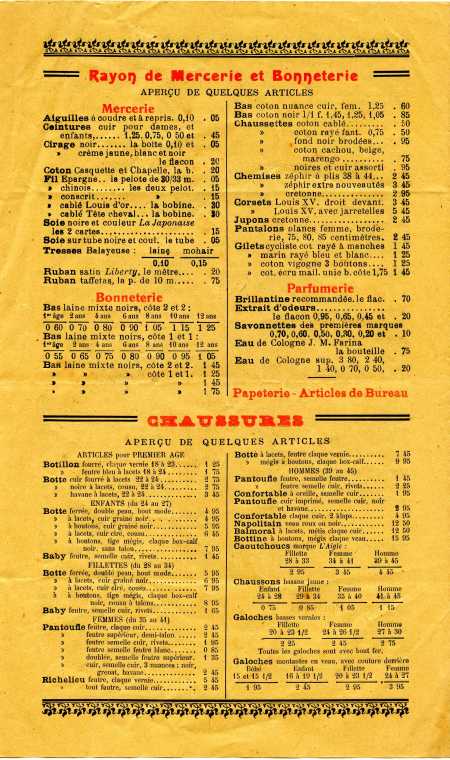 Rayon de Mercerie et Bonneterie
APERÇU DE QUELQUES ARTICLES
Mercerie
Aiguilles à coudre et à repris. 0,10 . 05
Ceintures cuir pour dames, et
enfants,...... 1.25, 0.75, 0 50 et . 45
Cirage noir...... la boîte 0,10 et . 05
» crème jaune, blanc et noir
le flacon . 20
Coton Casquette et Chapelle, la b. . 20
Fil Épargne.. la pelote de 30/33 m. . 05
» chinois........ les deux pelot. . 15
» conscrit........ » . 15
» cablé Louis d'or.... la bobine. . 30
» cablé Tête cheval... la bobine. . 30
Soie noire et couleur La Japonaise
les 2 cartes............ . 15
Soie sur tube noire et coul. le tube . 05
Tresses Balayeuse : laine mohair
0,10 0,15
Ruban satin Liberty, le mètre.... . 20
Ruban taffetas, la p. de 10 m..... . 75
Bonneterie
Bas laine mixte noirs, côte 2 et 2 :
1er âge 2 ans 4 ans 6 ans 8 ans 10 ans 12 ans
0 60 0 70 0 80 0 90 1 05 1 15 1 25
Bas laine mixte noirs, côte 1 et 1 :
1er âge 2 ans 4 ans 6 ans 8 ans 10 ans 12 ans
0 55 0 65 0 75 0 80 0 90 0 95 1 05
Bas laine mixte noirs, côte 2 et 2. 1 45
» » » côte 1 et 1. 1 25
» » » 1 45
» » » 1 75
Bas coton nuance cuir, fem. 1,25 . 60
Bas coton noir 1/1 f. 1,45, 1,25, 1,05 . 85
Chaussettes coton cablé........ . 50
» coton rayé fant. 0,75 . 50
» fond noir brodées... . 95
» coton cachou, beige,
marengo........ . 75
» noires et cuir assorti . 95
Chemises zéphir à plis 38 à 44... 2 45
» zéphir extra nouveautés 3 45
» cretonne........ 2 95
Corsets Louis XV. droit devant. 3 45
» Louis XV. avec jarretelles 5 45
Jupons cretonne........ 2 45
Pantalons blancs femme, brode-
rie, 75, 80, 85 centimètres. 2 45
Gilets cycliste cot. rayé à manches 1 45
» marin rayé bleu et blanc.... 1 25
» coton vigogne 3 boutons.... 1 25
» cot. écru mail. unie b. côte 1,75 1 45
Parfumerie
Brillantine recommandée, le flac. . 70
Extrait d'odeurs................
le flacon 0.95, 0.65, 0.45 et . 20
Savonnettes des premières marques
0,70, 0.60, 0.50, 0.30, 0.20 et . 10
Eau de Cologne J. M. Farina
la bouteille . 75
Eau de Cologne sup. 3 80, 2 40,
1 40, 0 70, 0 50, . 20
Papeterie - Articles de Bureau
CHAUSSURES
APERÇU DE QUELQUES ARTICLES
ARTICLES pour PREMIER AGE
Botillon fourré, claque vernie 18 à 23...... 1 25
» feutre bleu à lacets 18 à 24..... 1 75
Botte cuir fourré à lacets 22 à 24...... 2 75
» noire à lacets, cousu, 22 à 24...... 2 75
» havane à lacets, 22 à 24........ 3 45
ENFANTS (du 24 au 27)
Botte ferrée, double peau, bout mode.... 4 95
» à lacets, cuir graine noir....... 4 95
» à boutons, cuir graine noir...... 5 95
» à lacets, cuir ciré, cousu....... 6 45
» à boutons, tige mégis, claque box-calf
noir, sans talon....... 7 95
Baby feutre, semelle cuir, rivets...... 1 45
FILLETTES (du 28 au 34)
Botte ferrée, double peau, bout mode.... 5 95
» à lacets, cuir graine noir........ 6 95
» à lacets, cuir ciré, cousu....... 7 95
» à boutons, tige mégis, claque box-calf
noir, cousu à talons.... 8 95
Baby feutre, semelle cuir, rivets...... 1 65
FEMMES (du 35 au 41)
Pantoufle feutre, claque cuir........ 2 45
» feutre supérieur, demi-talon.... 2 45
» feutre semelle cuir, rivets..... 1 95
» feutre semelle feutre blanc..... 0 85
» doublée, semelle feutre supérieur. 1 35
» cuir, semelle cuir, 3 nuances : noir,
grenat, havane....... 2 45
Richelieu feutre, claque vernie....... 5 45
» tout feutre, semelle cuir..... 2 45
Botte à lacets, feutre claque vernie..... 7 45
» mégis à boutons, claque box-calf... 9 95
HOMMES (39 au 45)
Pantoufle feutre, semelle feutre...... 1 45
» feutre semelle cuir, rivets... 2 25
Confortable à oreille, semelle cuir.... 1 95
Pantoufle cuir imprimé, semelle cuir, noir
et havane............ 2 95
Confortable claque cuir, 2 claps. 4 95
Napolitain veau roux ou noir......... 12 50
Balmoral à lacets, mégis claque cuir.... 12 50
Bottine à boutons, mégis claque veau.... 15 95
Caoutchoucs marque L'Aigle :
Fillette Femme Homme
28 à 33 34 à 41 39 à 45
2 95 3 45 4 45
Chaussons basane jaune :
Enfant Fillette Femme Homme
24 à 28 29 à 34 35 à 40 41 à 45
0 75 0 85 1 05 1 15
Galoches basses vernies :
Fillette Femme Homme
20 à 23 1/2 24 à 26 1/2 27 à 30
2 25 2 45 2 75
Toutes les galoches sont avec bout fer.
Galoches montantes en veau, avec couture derrière
Bébé Enfant Fillette Femme
15 et 15 1/2 16 à 19 1/2 20 à 23 1/2 24 à 27
1 95 2 45 2 95 3 95